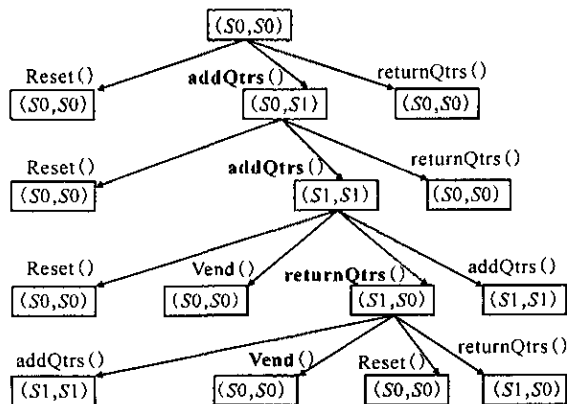 (S0,S0)
Reset() addQtrs() returnQtrs()
(S0,S0) (S0,S1) (S0,S0)
Reset() addQtrs() returnQtrs()
(S0,S0) (S1,S1) (S0,S0)
Reset() Vend() returnQtrs() addQtrs()
(S0,S0) (S0,S0) (S1,S0) (S1,S1)
addQtrs() Vend() Reset() returnQtrs()
(S1,S1) (S0,S0) (S0,S0) (S1,S0)